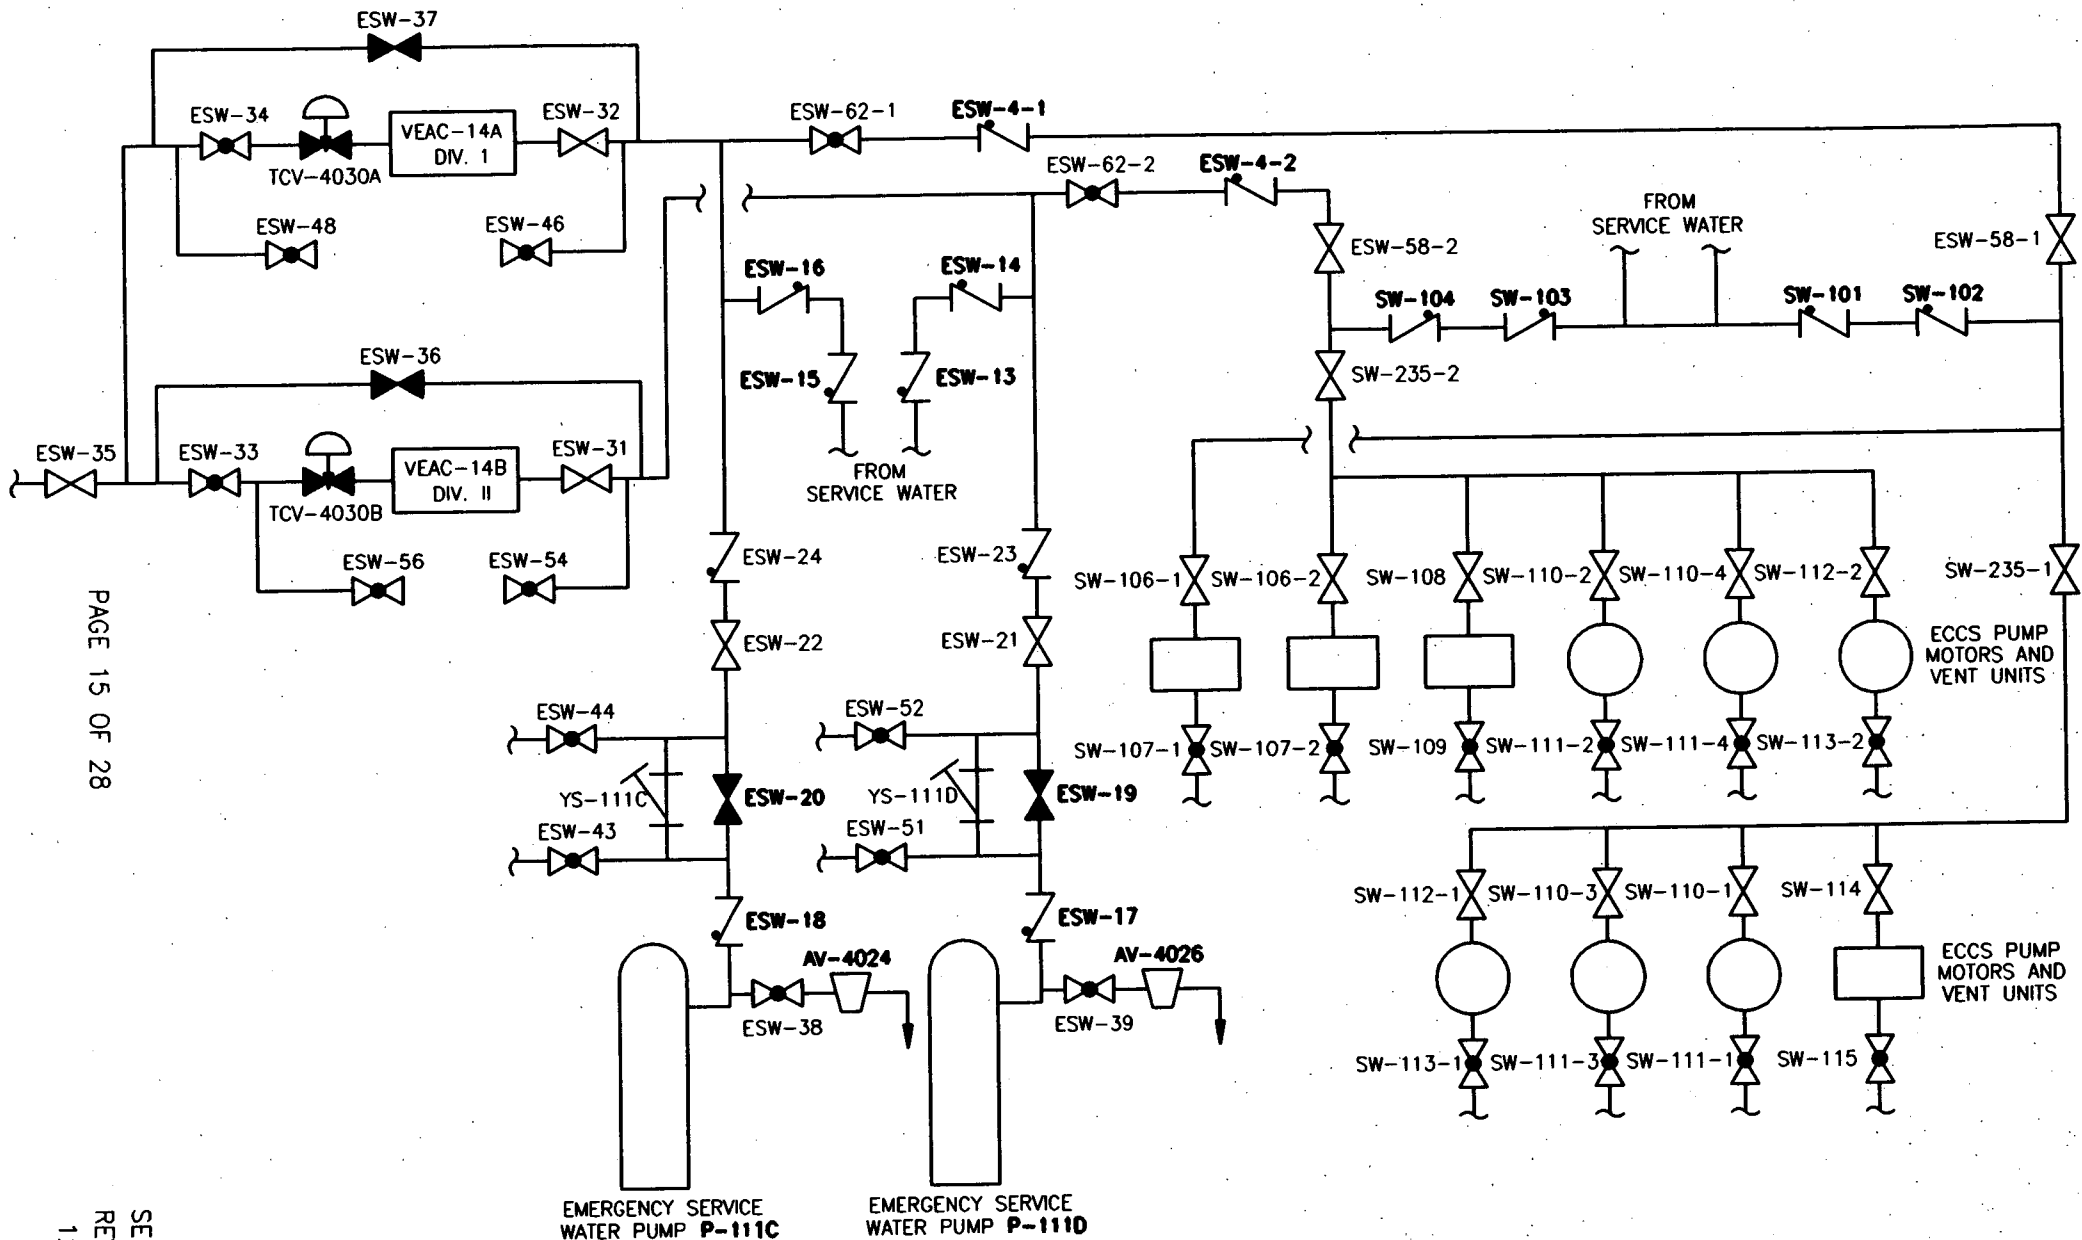 ESW-37
ESW-34
ESW-32
VEAC-14A
DIV. 1
TCV-4030A
ESW-62-1
ESW-4-1
ESW-62-2
ESW-4-2
ESW-48
ESW-46
FROM
SERVICE WATER
ESW-58-2
ESW-58-1
ESW-16
ESW-14
SW-104
SW-103
SW-101
SW-102
ESW-36
ESW-15
ESW-13
SW-235-2
ESW-35
ESW-33
ESW-31
VEAC-14B
DIV. II
TCV-4030B
FROM
SERVICE WATER
ESW-56
ESW-54
ESW-24
ESW-23
SW-106-1
SW-106-2
SW-108
SW-110-2
SW-110-4
SW-112-2
SW-235-1
ESW-22
ESW-21
ECCS PUMP
MOTORS AND
VENT UNITS
PAGE 15 OF 28
ESW-44
ESW-52
SW-107-1
SW-107-2
SW-109
SW-111-2
SW-111-4
SW-113-2
YS-111C
ESW-20
YS-111D
ESW-19
ESW-43
ESW-51
SW-112-1
SW-110-3
SW-110-1
SW-114
ESW-18
ESW-17
AV-4024
AV-4026
ECCS PUMP
MOTORS AND
VENT UNITS
ESW-38
ESW-39
SW-113-1
SW-111-3
SW-111-1
SW-115
EMERGENCY SERVICE
WATER PUMP P-111C
EMERGENCY SERVICE
WATER PUMP P-111D
SE